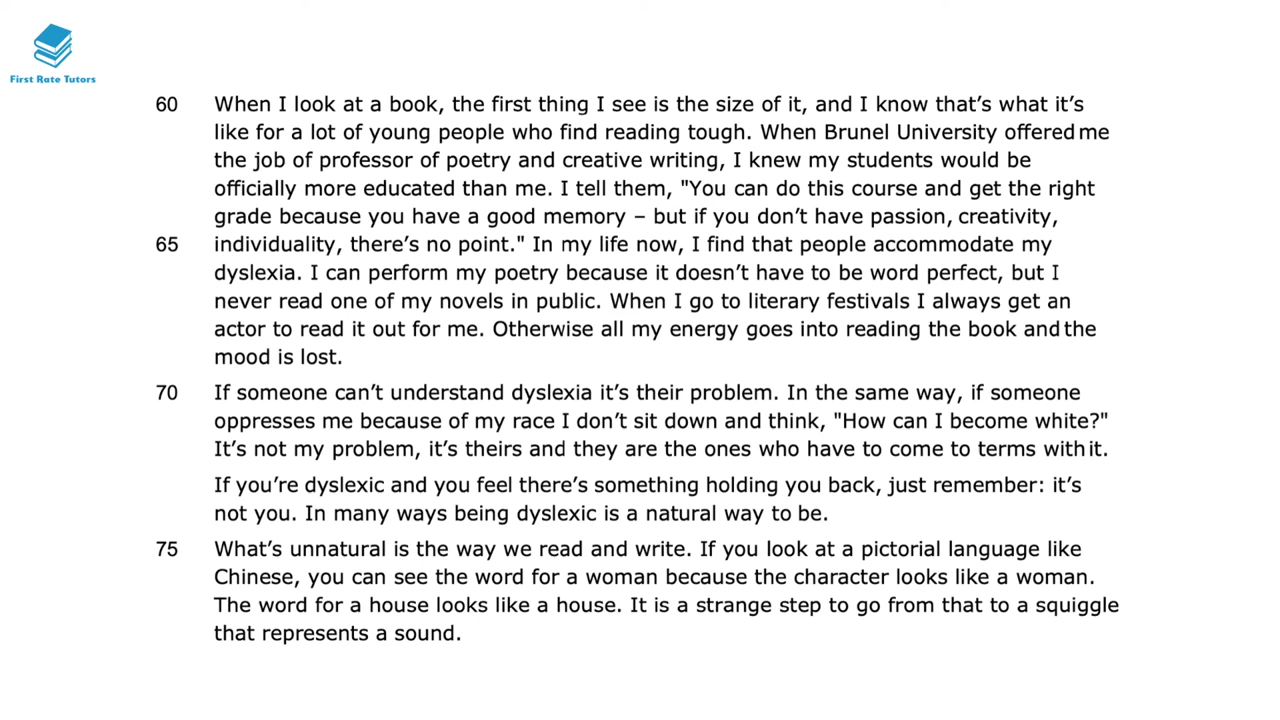 First Rate Tutors
60 When I look at a book, the first thing I see is the size of it, and I know that's what it's
like for a lot of young people who find reading tough. When Brunel University offered me
the job of professor of poetry and creative writing, I knew my students would be
officially more educated than me. I tell them, "You can do this course and get the right
grade because you have a good memory – but if you don't have passion, creativity,
65 individuality, there's no point." In my life now, I find that people accommodate my
dyslexia. I can perform my poetry because it doesn't have to be word perfect, but I
never read one of my novels in public. When I go to literary festivals I always get an
actor to read it out for me. Otherwise all my energy goes into reading the book and the
mood is lost.
70 If someone can't understand dyslexia it's their problem. In the same way, if someone
oppresses me because of my race I don't sit down and think, "How can I become white?"
It's not my problem, it's theirs and they are the ones who have to come to terms with it.
If you're dyslexic and you feel there's something holding you back, just remember: it's
not you. In many ways being dyslexic is a natural way to be.
75 What's unnatural is the way we read and write. If you look at a pictorial language like
Chinese, you can see the word for a woman because the character looks like a woman.
The word for a house looks like a house. It is a strange step to go from that to a squiggle
that represents a sound.